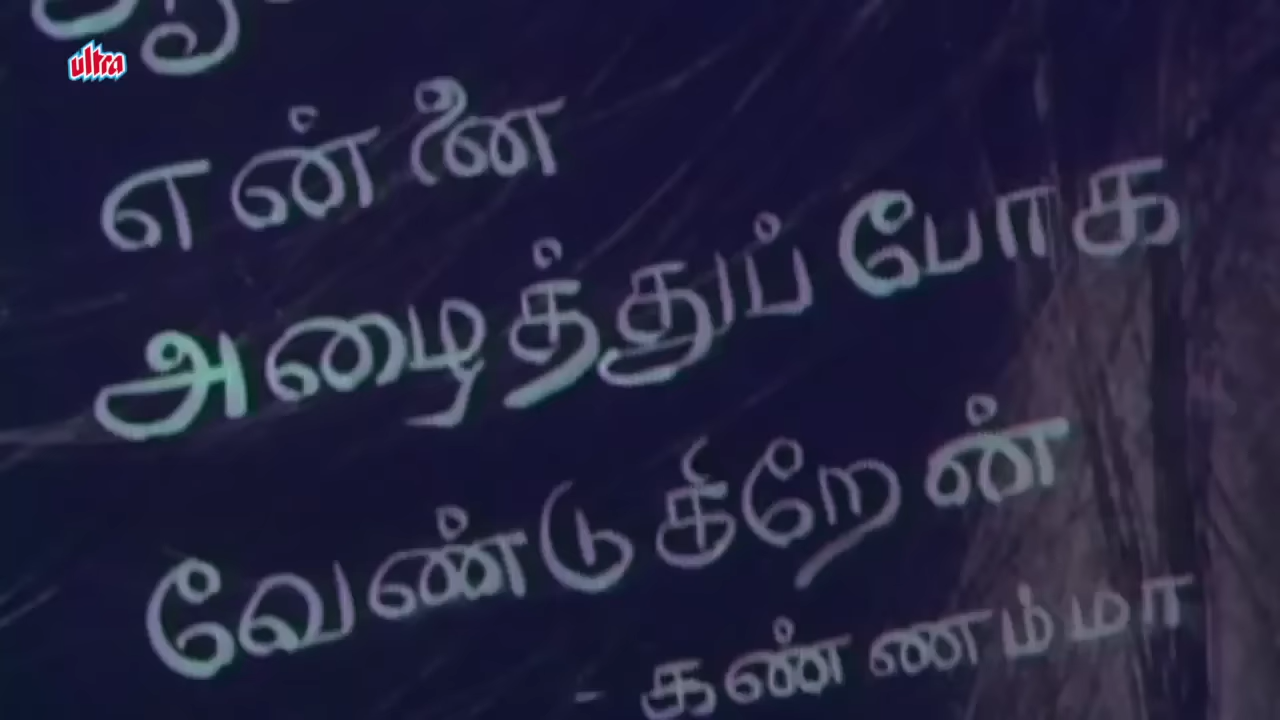 ultra
என்னை
அழைத்துப் போக
வேண்டுகிறேன்
- கண்ணம்மா